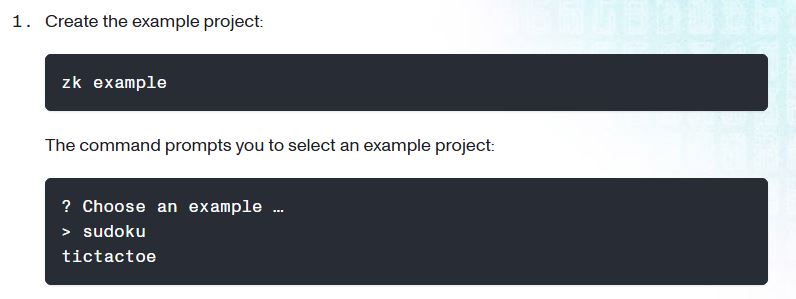 1. Create the example project:
zk example
The command prompts you to select an example project:
? Choose an example …
> sudoku
tictactoe